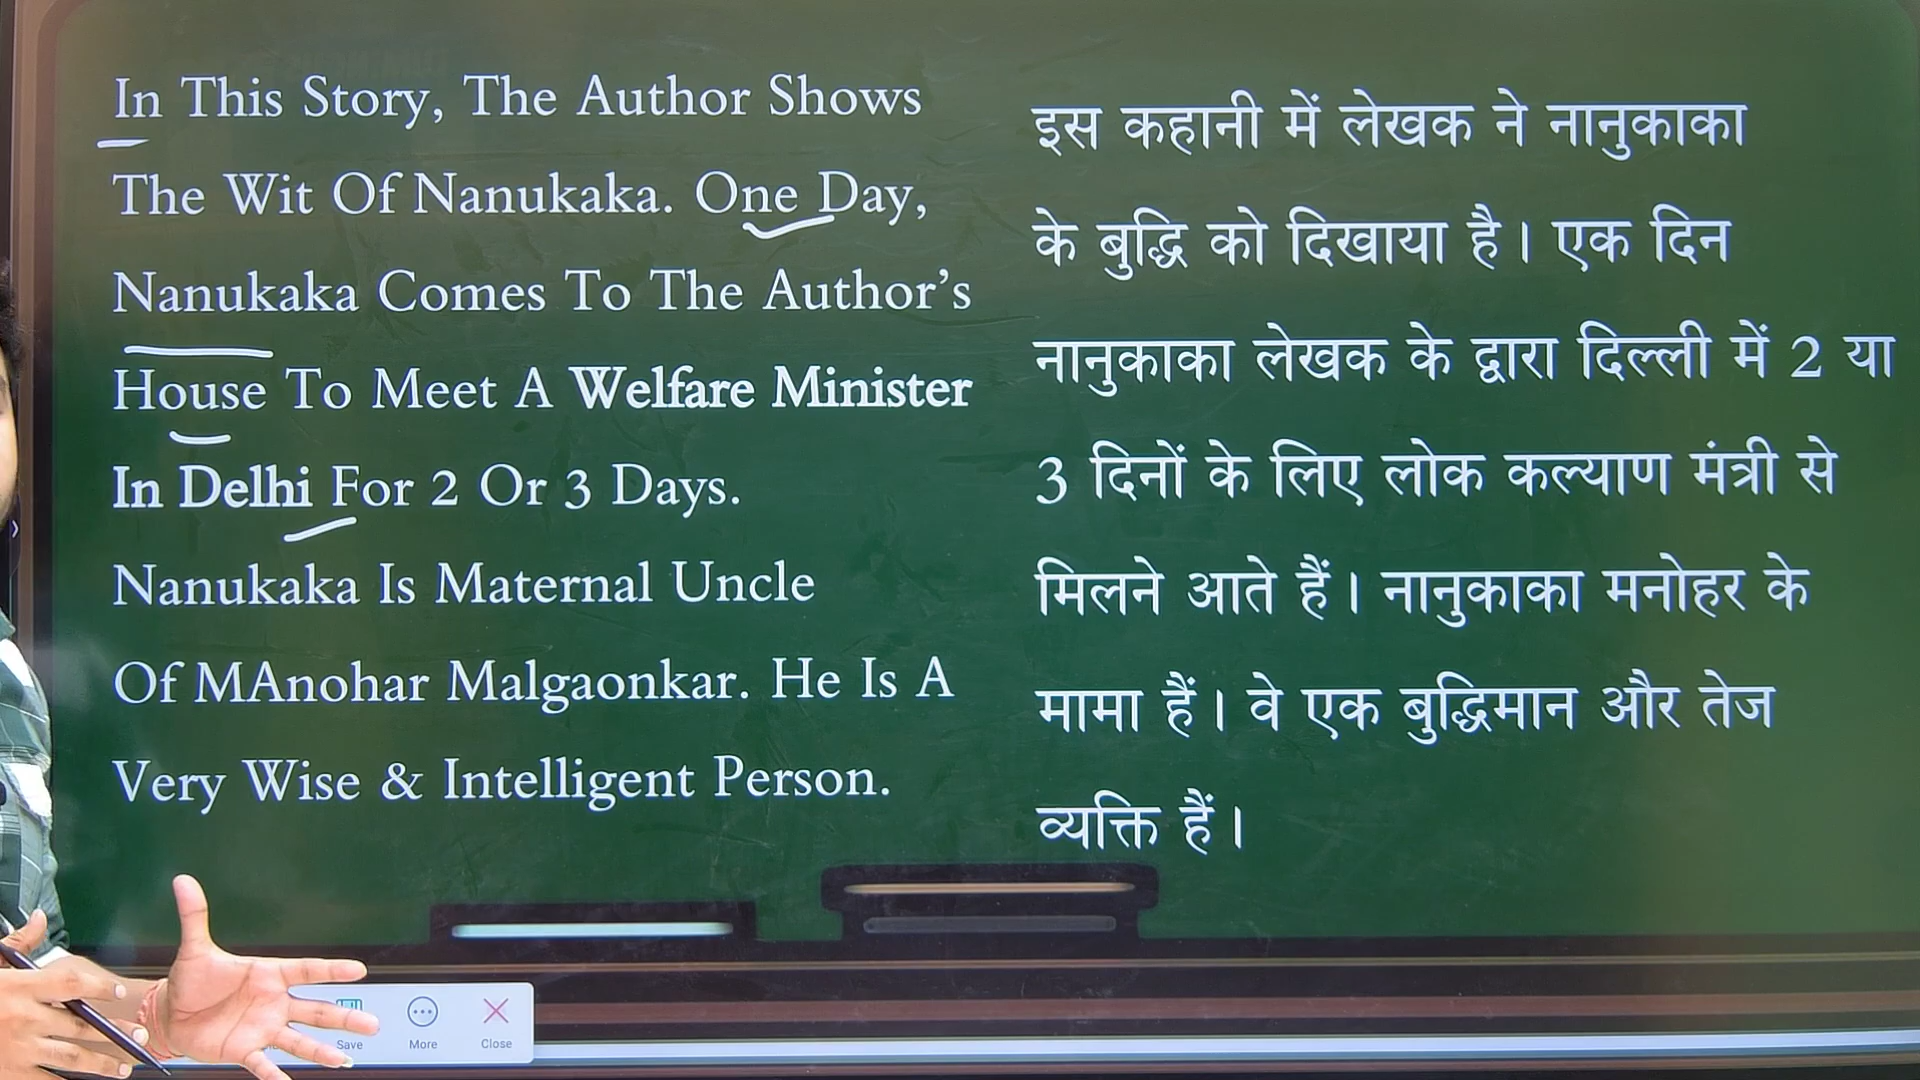 In This Story, The Author Shows
The Wit Of Nanukaka. One Day,
Nanukaka Comes To The Author's
House To Meet A Welfare Minister
In Delhi For 2 Or 3 Days.
Nanukaka Is Maternal Uncle
Of MAnohar Malgaonkar. He Is A
Very Wise & Intelligent Person.
इस कहानी में लेखक ने नानुकाका
के बुद्धि को दिखाया है। एक दिन
नानुकाका लेखक के द्वारा दिल्ली में 2 या
3 दिनों के लिए लोक कल्याण मंत्री से
मिलने आते हैं। नानुकाका मनोहर के
मामा हैं। वे एक बुद्धिमान और तेज
व्यक्ति हैं।
Save More Close